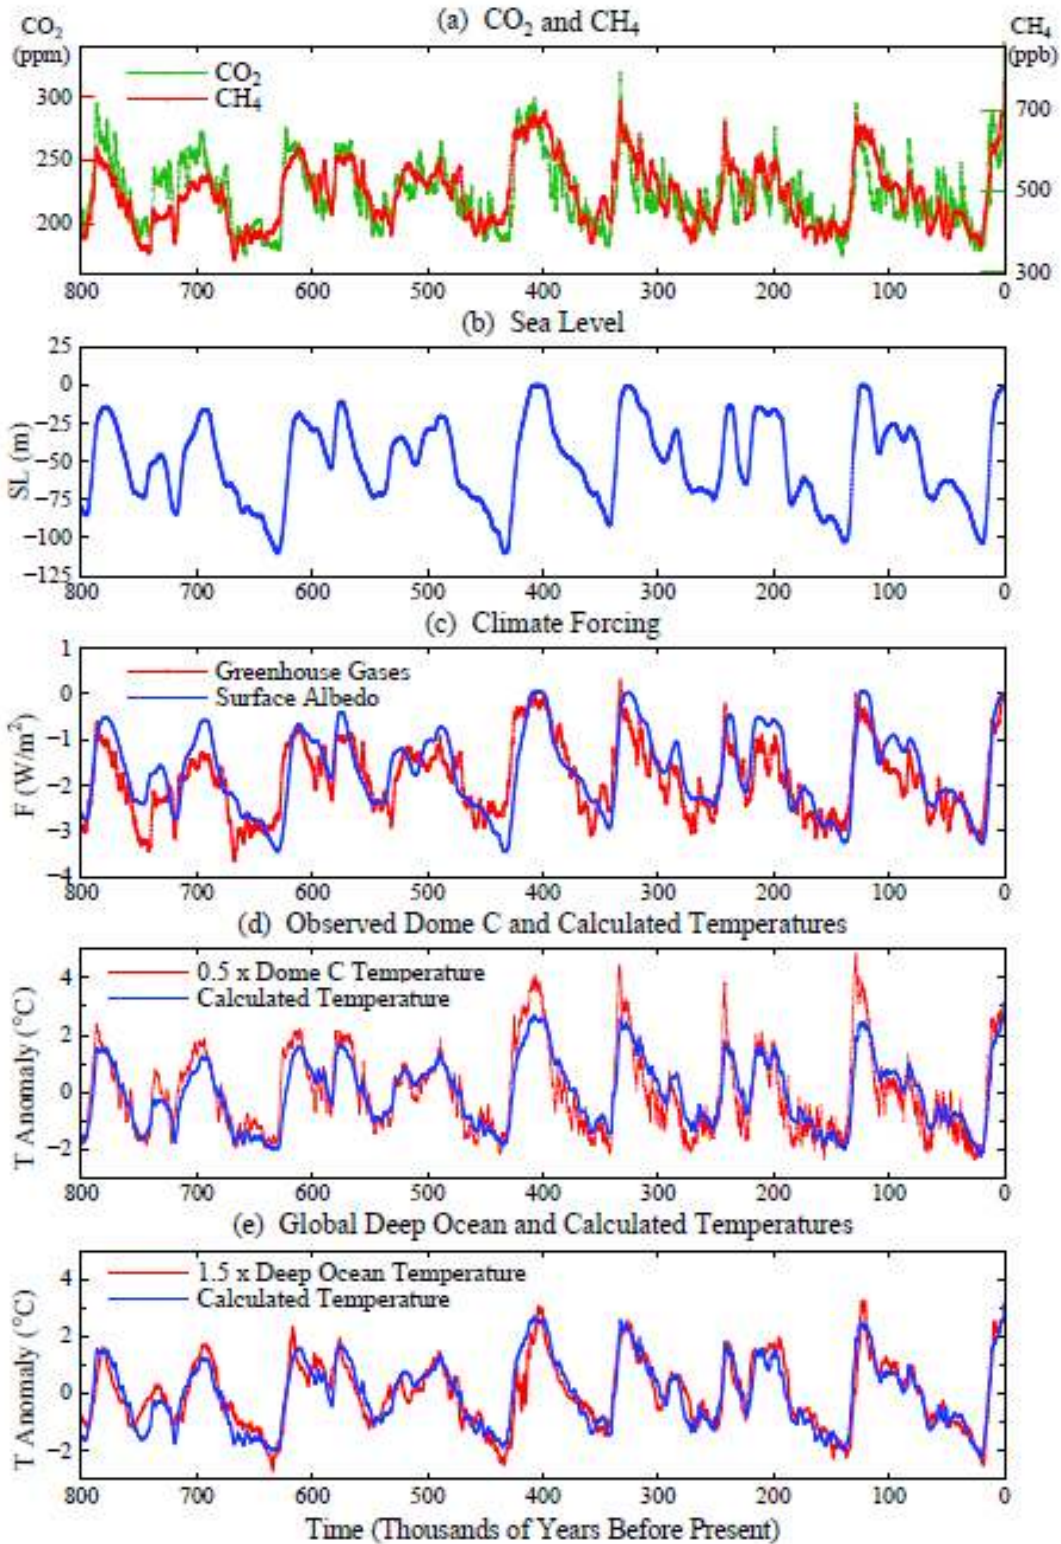 (a) CO₂ and CH₄
CO₂
(ppm)
CH₄
(ppb)
CO₂
CH₄
300
250
200
700
500
300
800 700 600 500 400 300 200 100 0
(b) Sea Level
SL (m)
25
0
−25
−50
−75
−100
−125
800 700 600 500 400 300 200 100 0
(c) Climate Forcing
F (W/m²)
Greenhouse Gases
Surface Albedo
1
0
−1
−2
−3
−4
800 700 600 500 400 300 200 100 0
(d) Observed Dome C and Calculated Temperatures
T Anomaly (°C)
0.5 x Dome C Temperature
Calculated Temperature
4
2
0
−2
800 700 600 500 400 300 200 100 0
(e) Global Deep Ocean and Calculated Temperatures
T Anomaly (°C)
1.5 x Deep Ocean Temperature
Calculated Temperature
4
2
0
−2
800 700 600 500 400 300 200 100 0
Time (Thousands of Years Before Present)